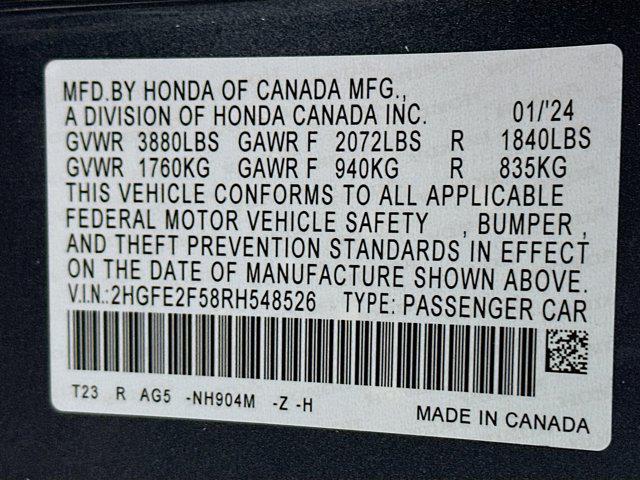 MFD.BY HONDA OF CANADA MFG.,
A DIVISION OF HONDA CANADA INC. 01/'24
GVWR 3880LBS GAWR F 2072LBS R 1840LBS
GVWR 1760KG GAWR F 940KG R 835KG
THIS VEHICLE CONFORMS TO ALL APPLICABLE
FEDERAL MOTOR VEHICLE SAFETY , BUMPER ,
AND THEFT PREVENTION STANDARDS IN EFFECT
ON THE DATE OF MANUFACTURE SHOWN ABOVE.
V.I.N.:2HGFE2F58RH548526 TYPE: PASSENGER CAR
T23 R AG5 -NH904M -Z -H
MADE IN CANADA